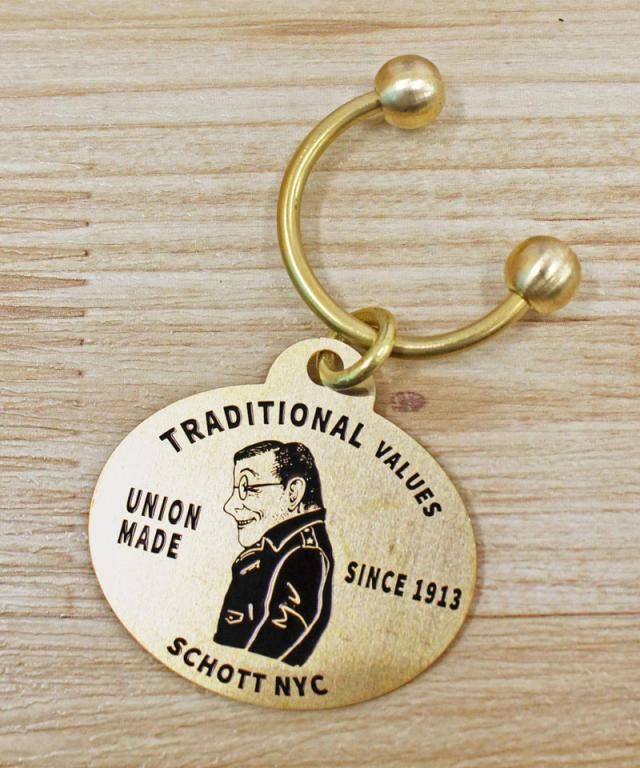 TRADITIONAL VALUES
UNION
MADE
SINCE 1913
SCHOTT NYC